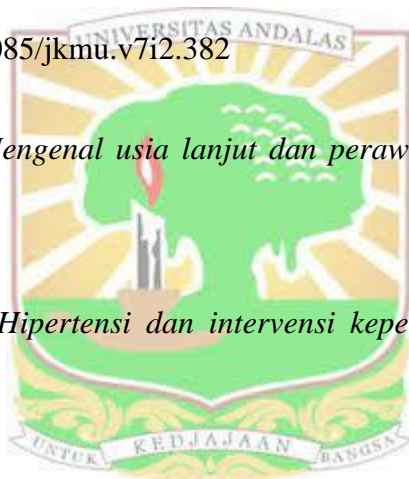 UNIVERSITAS ANDALAS
085/jkmu.v7i2.382
Mengenal usia lanjut dan peraw
Hipertensi dan intervensi kepe
UNTUK KEDJAJAAN BANGSA